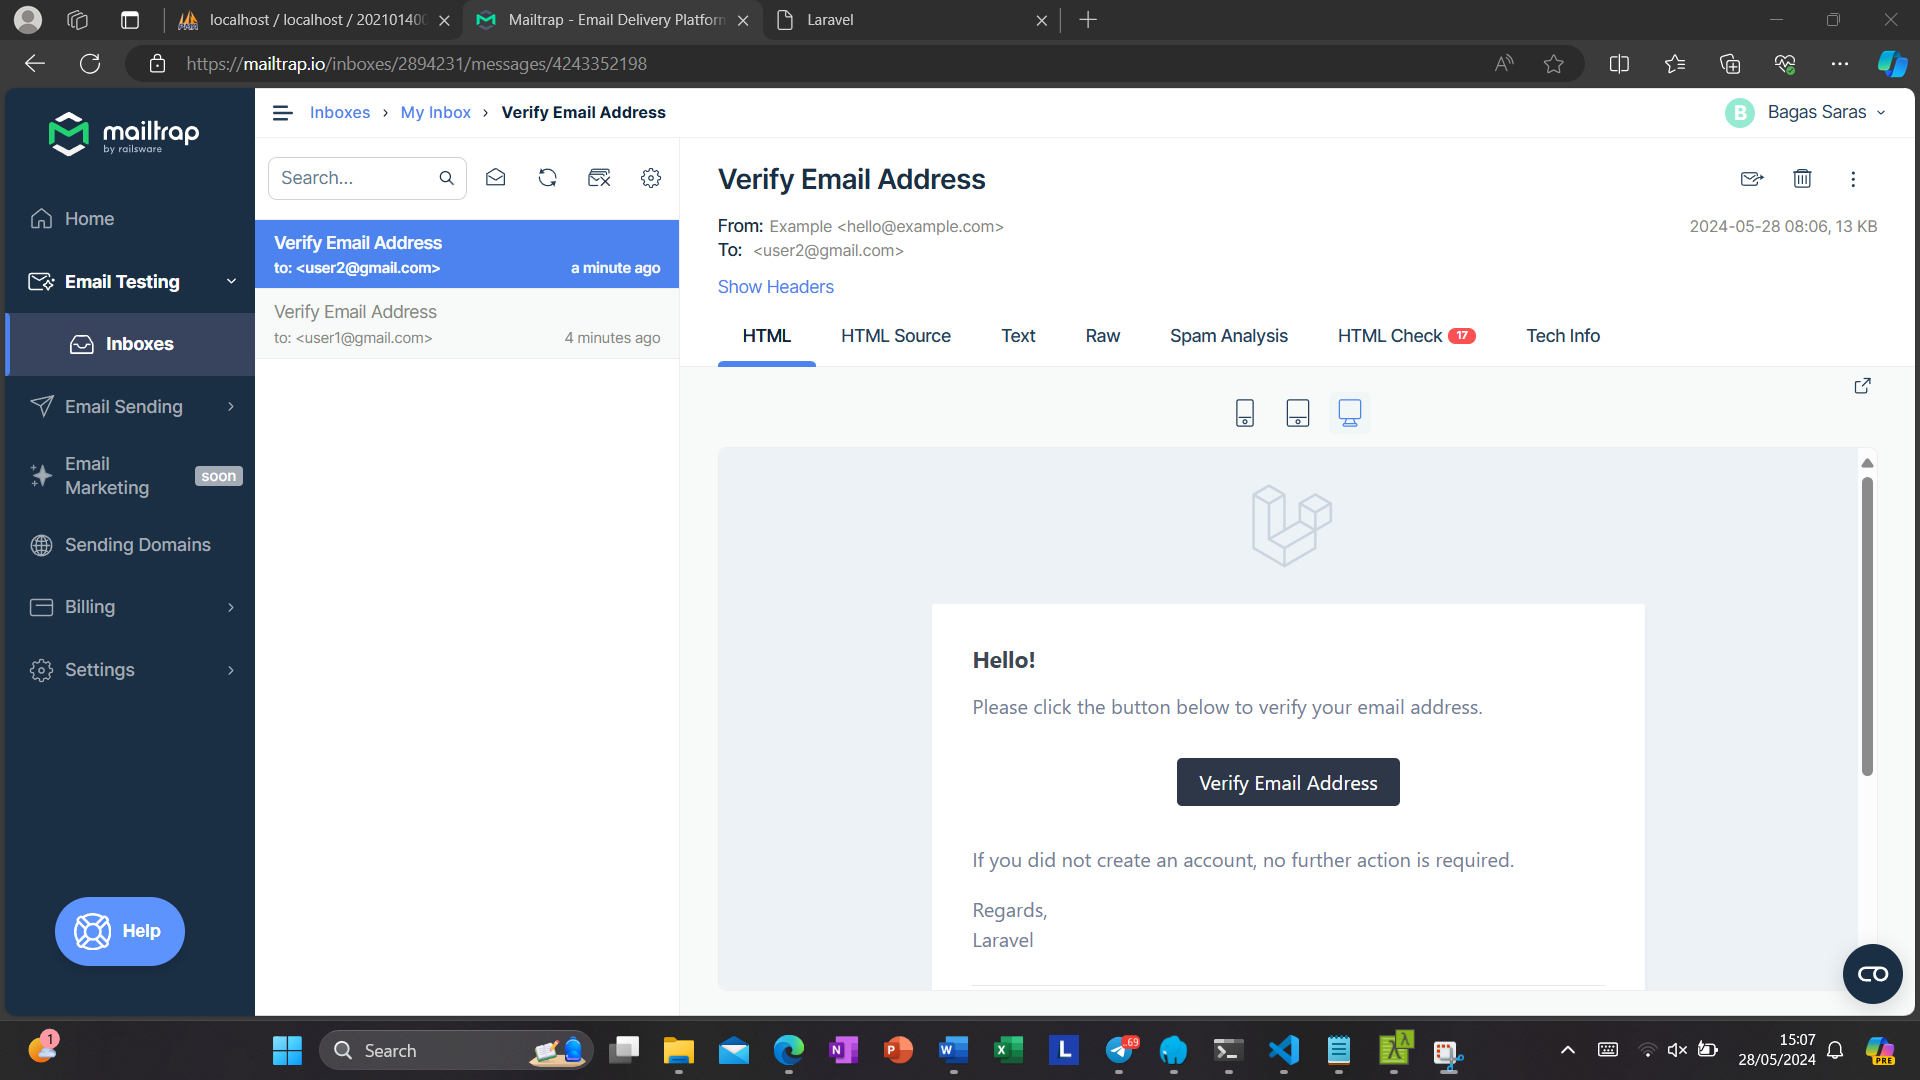 localhost / localhost / 202101400
Mailtrap - Email Delivery Platform
Laravel
https://mailtrap.io/inboxes/2894231/messages/4243352198
mailtrap
by railsware
Inboxes › My Inbox › Verify Email Address
B Bagas Saras
Home
Email Testing
Inboxes
Email Sending
Email Marketing
soon
Sending Domains
Billing
Settings
Help
Search...
Verify Email Address
to: <user2@gmail.com> a minute ago
Verify Email Address
to: <user1@gmail.com> 4 minutes ago
Verify Email Address
From: Example <hello@example.com>
2024-05-28 08:06, 13 KB
To: <user2@gmail.com>
Show Headers
HTML HTML Source Text Raw Spam Analysis HTML Check 17 Tech Info
Hello!
Please click the button below to verify your email address.
Verify Email Address
If you did not create an account, no further action is required.
Regards,
Laravel
1
Search
N
P
W
X
L
.69
λ
λ
15:07
28/05/2024
PRE